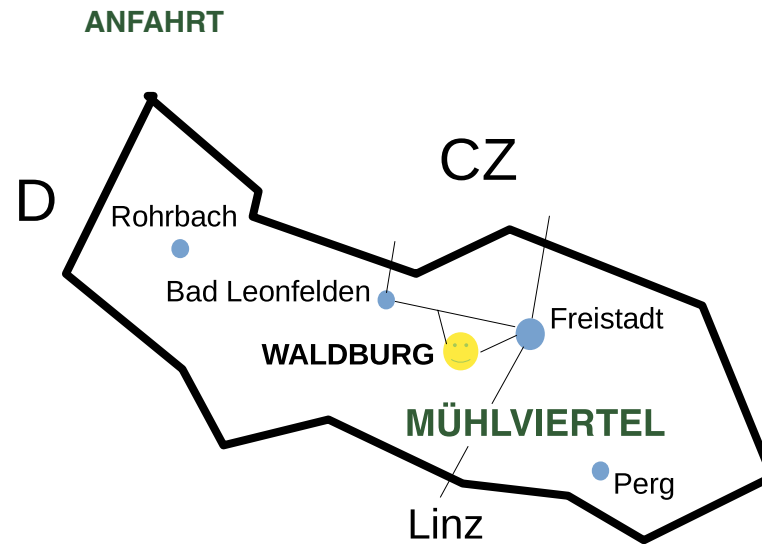 ANFAHRT
CZ
D
Rohrbach
Bad Leonfelden
Freistadt
WALDBURG
MÜHLVIERTEL
Perg
Linz